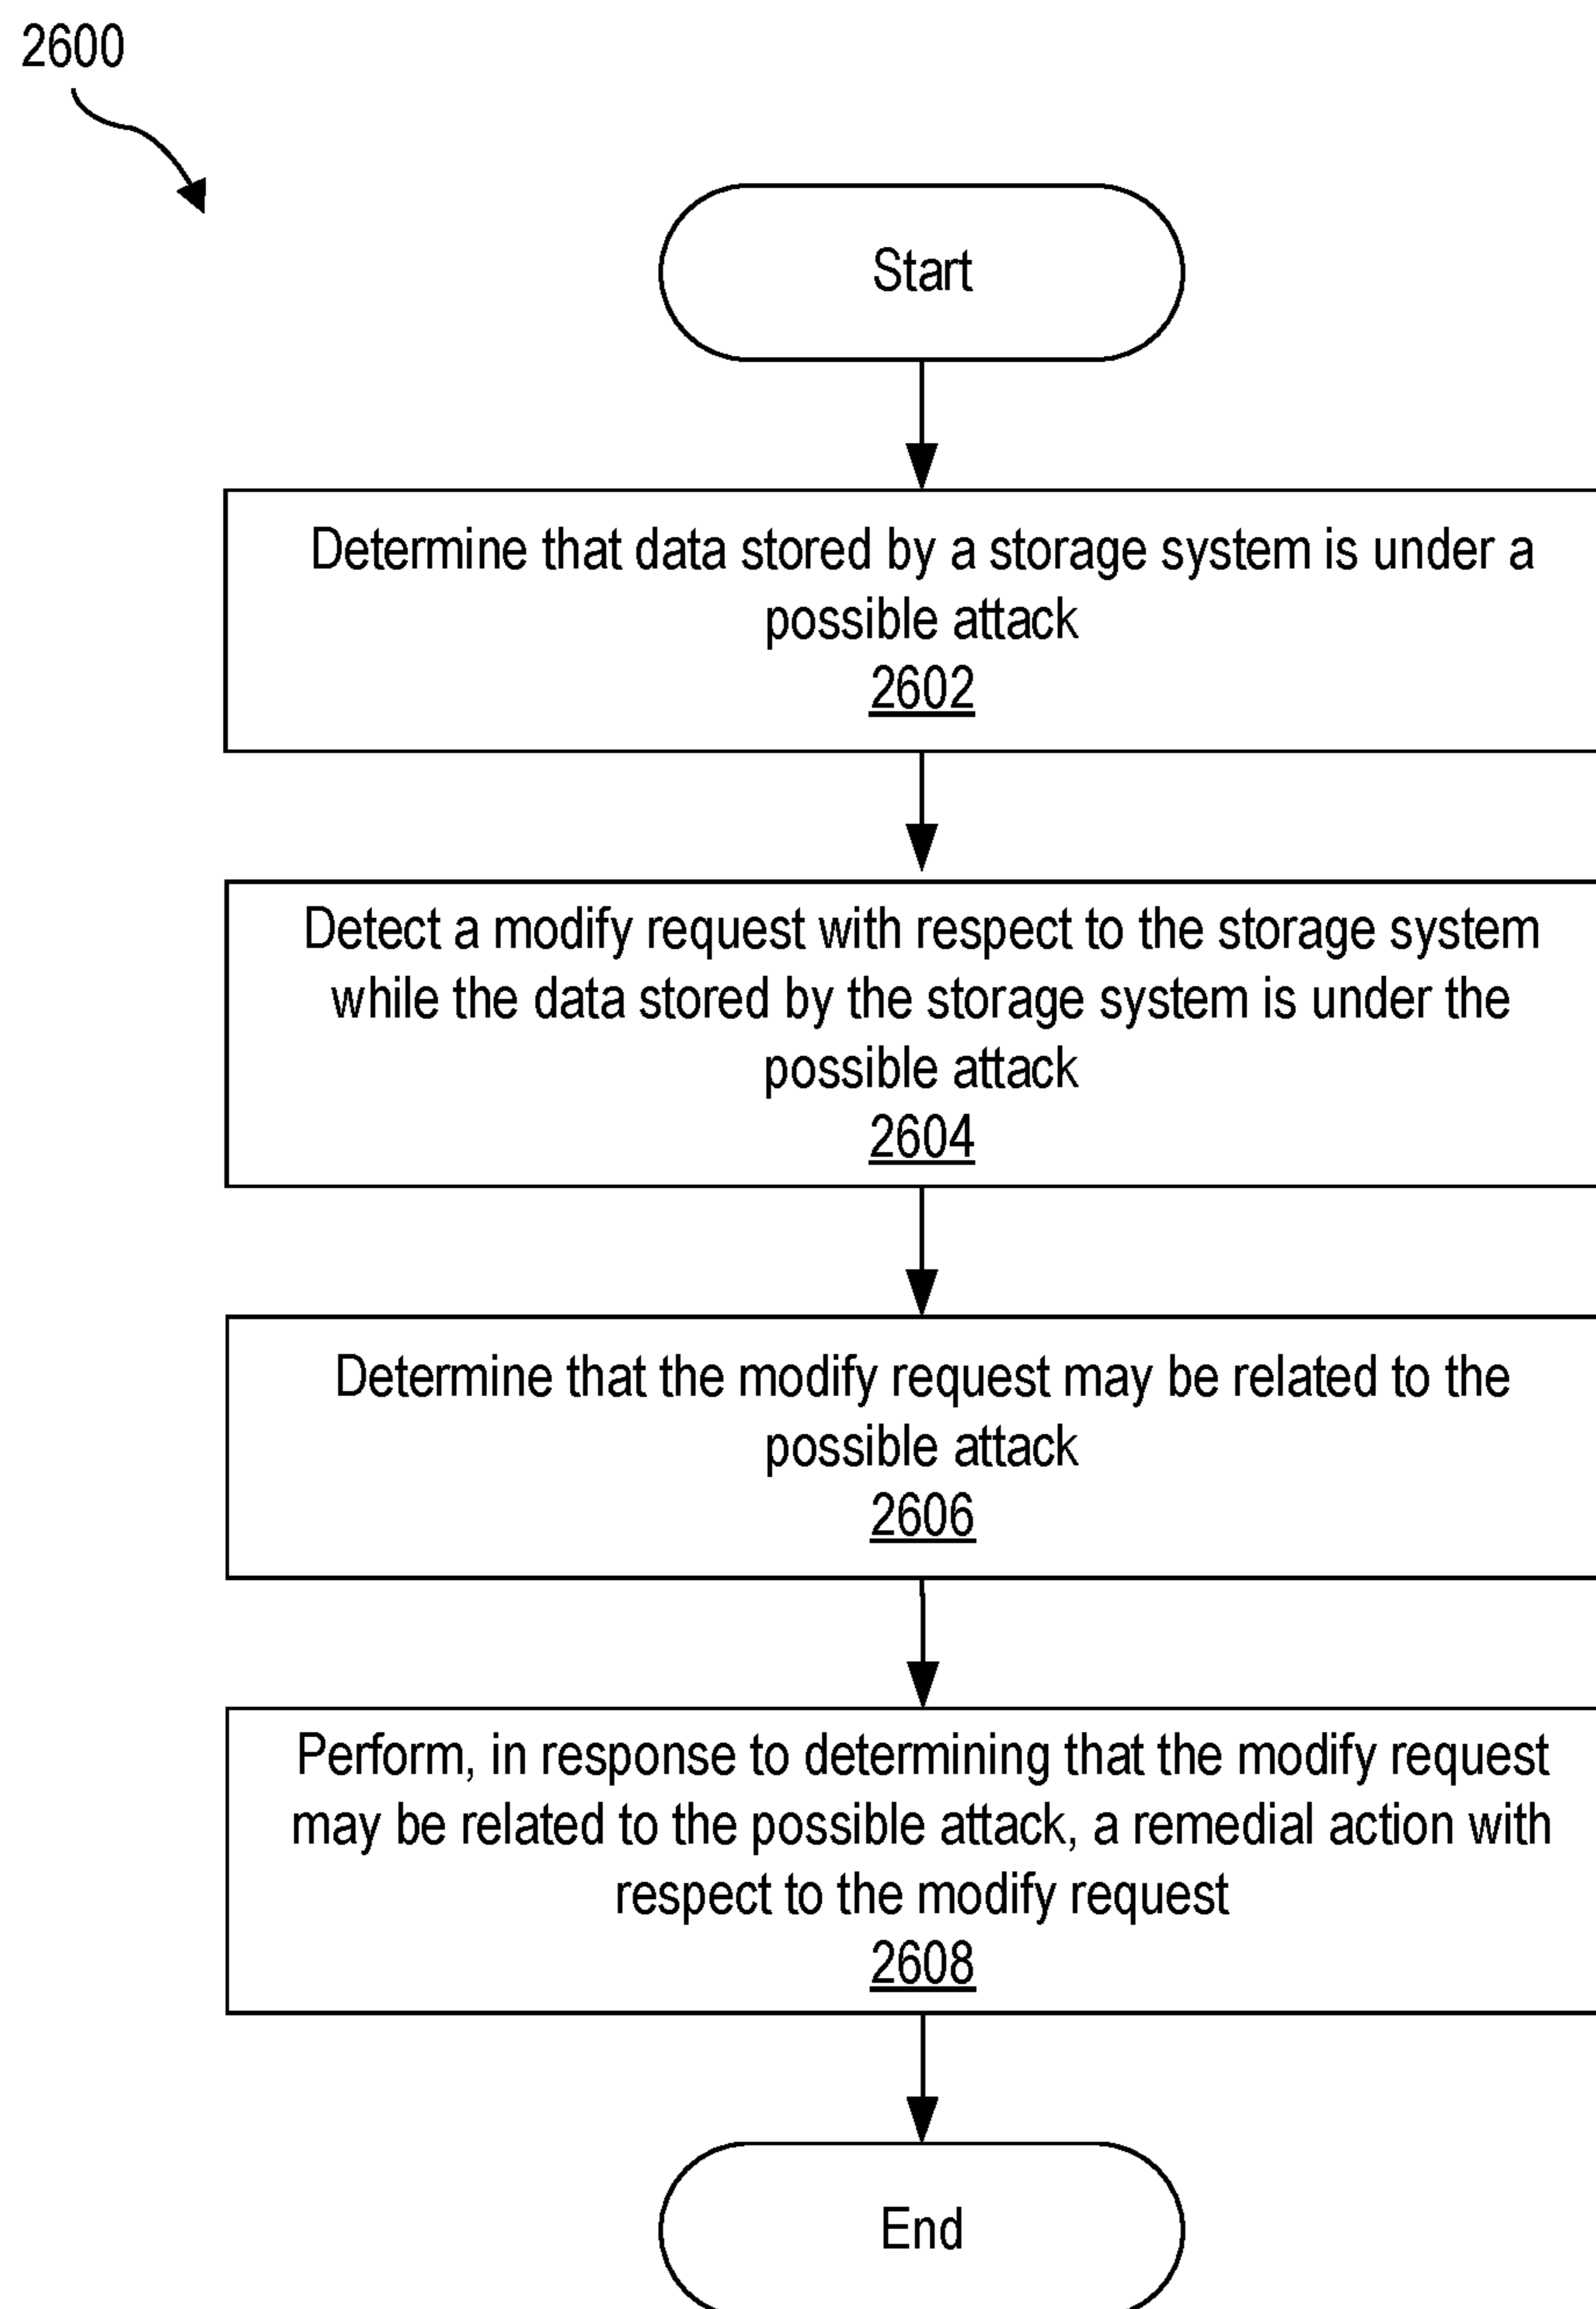 2600
Start
Determine that data stored by a storage system is under a
possible attack
2602
Detect a modify request with respect to the storage system
while the data stored by the storage system is under the
possible attack
2604
Determine that the modify request may be related to the
possible attack
2606
Perform, in response to determining that the modify request
may be related to the possible attack, a remedial action with
respect to the modify request
2608
End